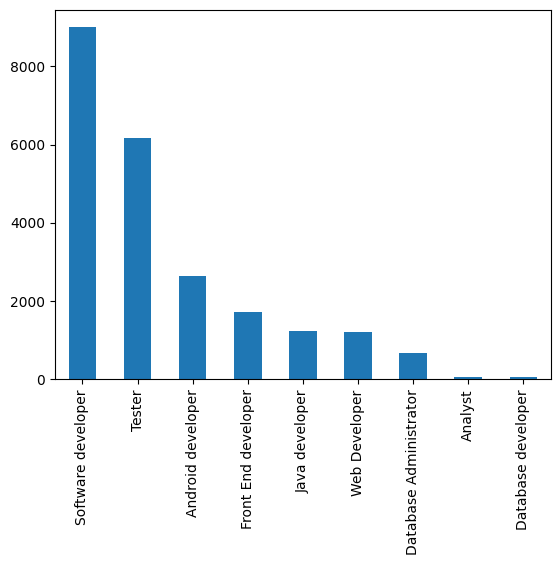 8000
6000
4000
2000
0
Software developer
Tester
Android developer
Front End developer
Java developer
Web Developer
Database Administrator
Analyst
Database developer